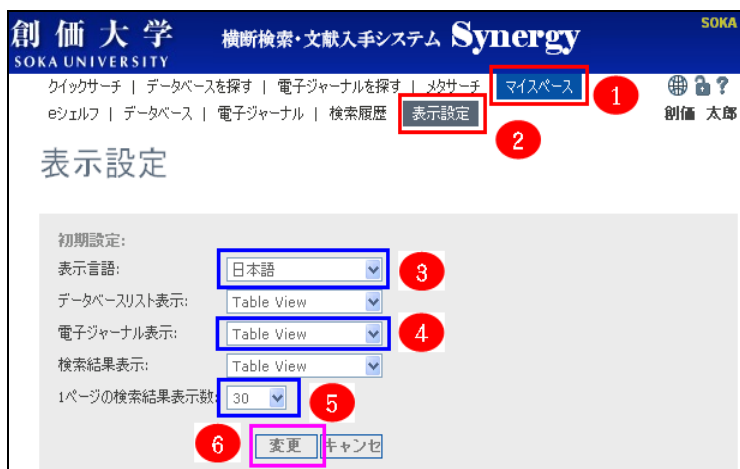 創価大学 横断検索・文献入手システム Synergy SOKA
SOKA UNIVERSITY
クイックサーチ | データベースを探す | 電子ジャーナルを探す | メタサーチ マイスペース 1 ?
eシェルフ | データベース | 電子ジャーナル | 検索履歴 表示設定 創価 太郎
2
表示設定
初期設定:
表示言語: 日本語 3
データベースリスト表示: Table View
電子ジャーナル表示: Table View 4
検索結果表示: Table View
1ページの検索結果表示数: 30 5
6 変更 キャンセ